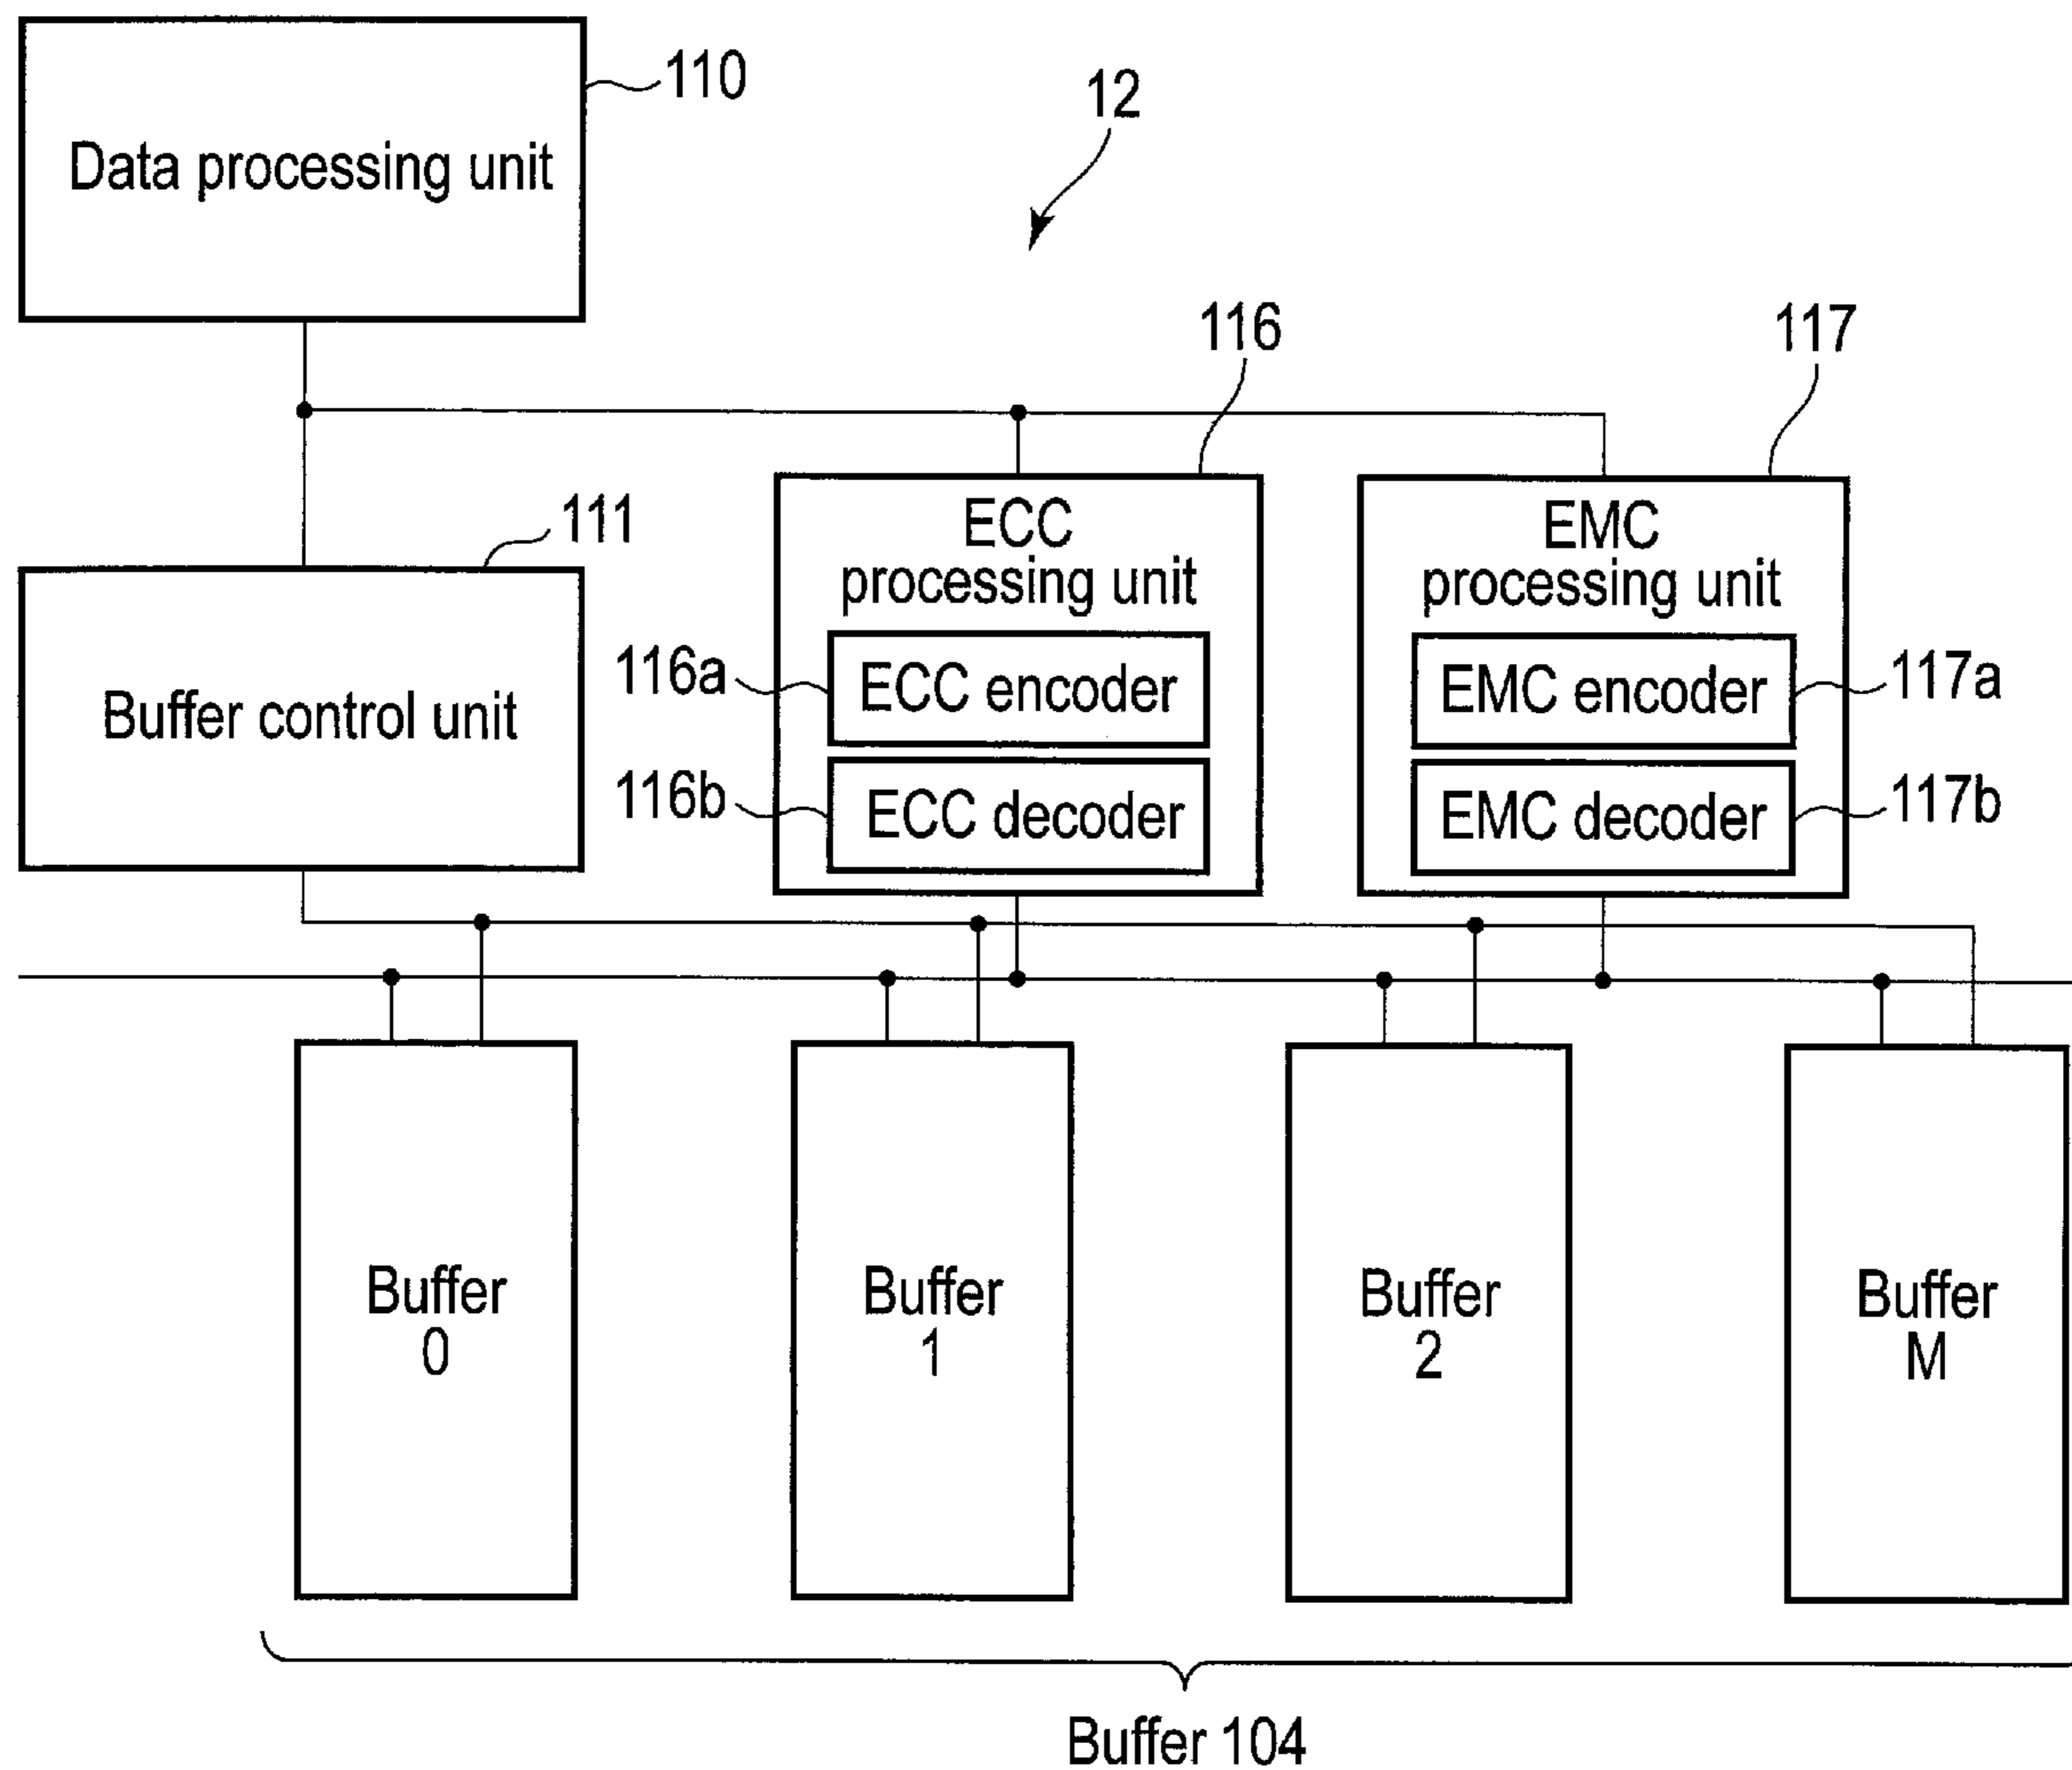 110
Data processing unit
12
116
117
111
ECC
processing unit
EMC
processing unit
Buffer control unit
116a
ECC encoder
EMC encoder
117a
116b
ECC decoder
EMC decoder
117b
Buffer
0
Buffer
1
Buffer
2
Buffer
M
Buffer 104